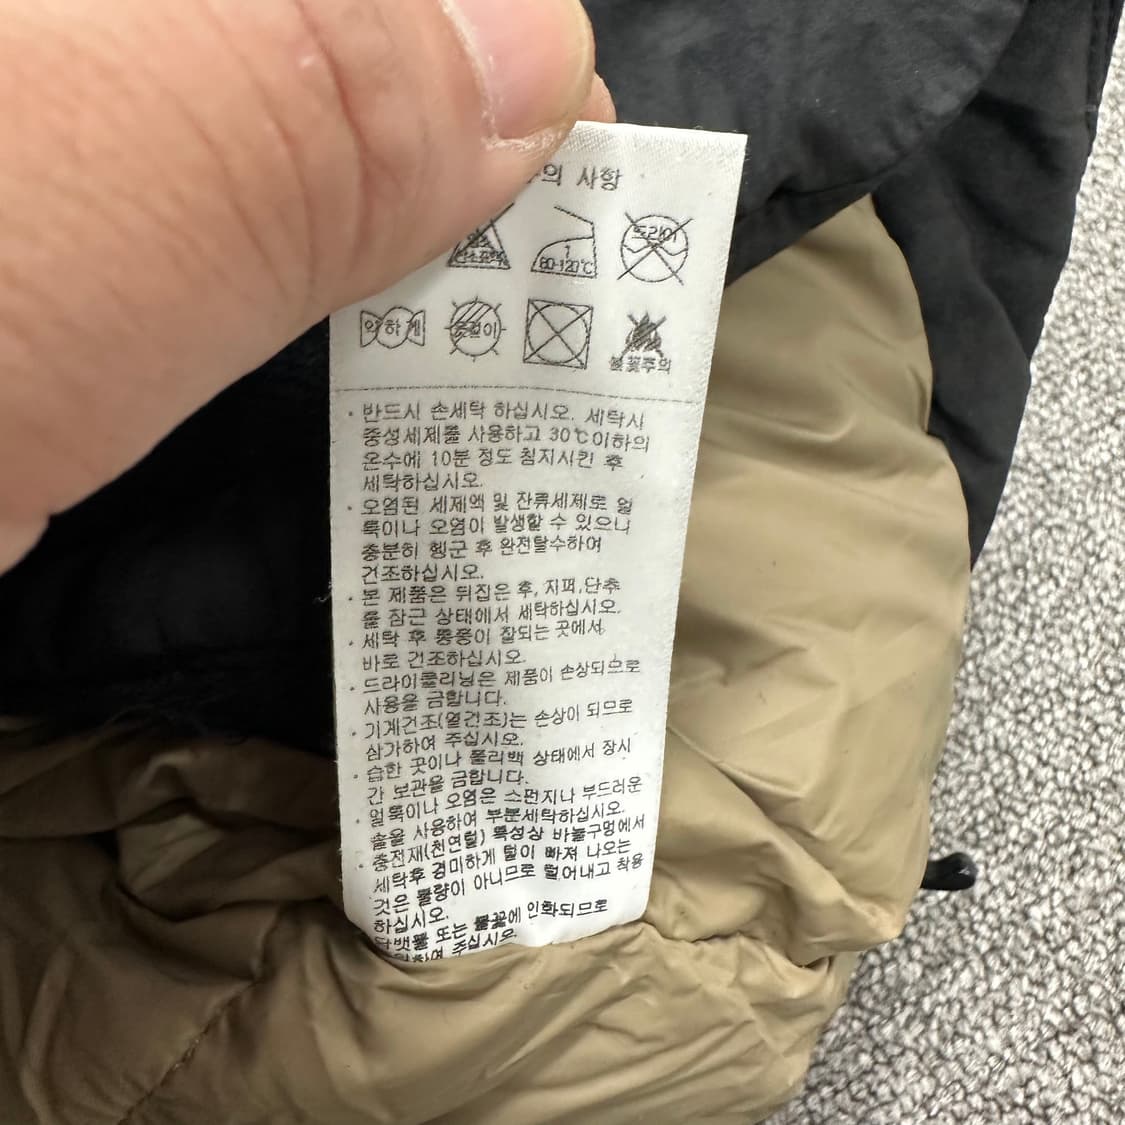 의 사항
드라이
80-120℃
약하게
옷걸이
불꽃주의
· 반드시 손세탁 하십시오. 세탁시
중성세제를 사용하고 30℃이하의
온수에 10분 정도 침지시킨 후
세탁하십시오.
· 오염된 세제액 및 잔류세제로 얼
룩이나 오염이 발생할 수 있으니
충분히 헹군 후 완전탈수하여
건조하십시오.
· 본 제품은 뒤집은 후, 지퍼,단추
를 잠근 상태에서 세탁하십시오.
· 세탁 후 통풍이 잘되는 곳에서
바로 건조하십시오.
· 드라이클리닝은 제품이 손상되므로
사용을 금합니다.
· 기계건조(열건조)는 손상이 되므로
삼가하여 주십시오.
· 습한 곳이나 폴리백 상태에서 장시
간 보관을 금합니다.
· 얼룩이나 오염은 스펀지나 부드러운
솔을 사용하여 부분세탁하십시오.
· 충전재(천연털) 특성상 바늘구멍에서
세탁후 경미하게 털이 빠져 나오는
것은 불량이 아니므로 털어내고 착용
하십시오.
담뱃불 또는 불꽃에 인화되므로
하여 주십시오.